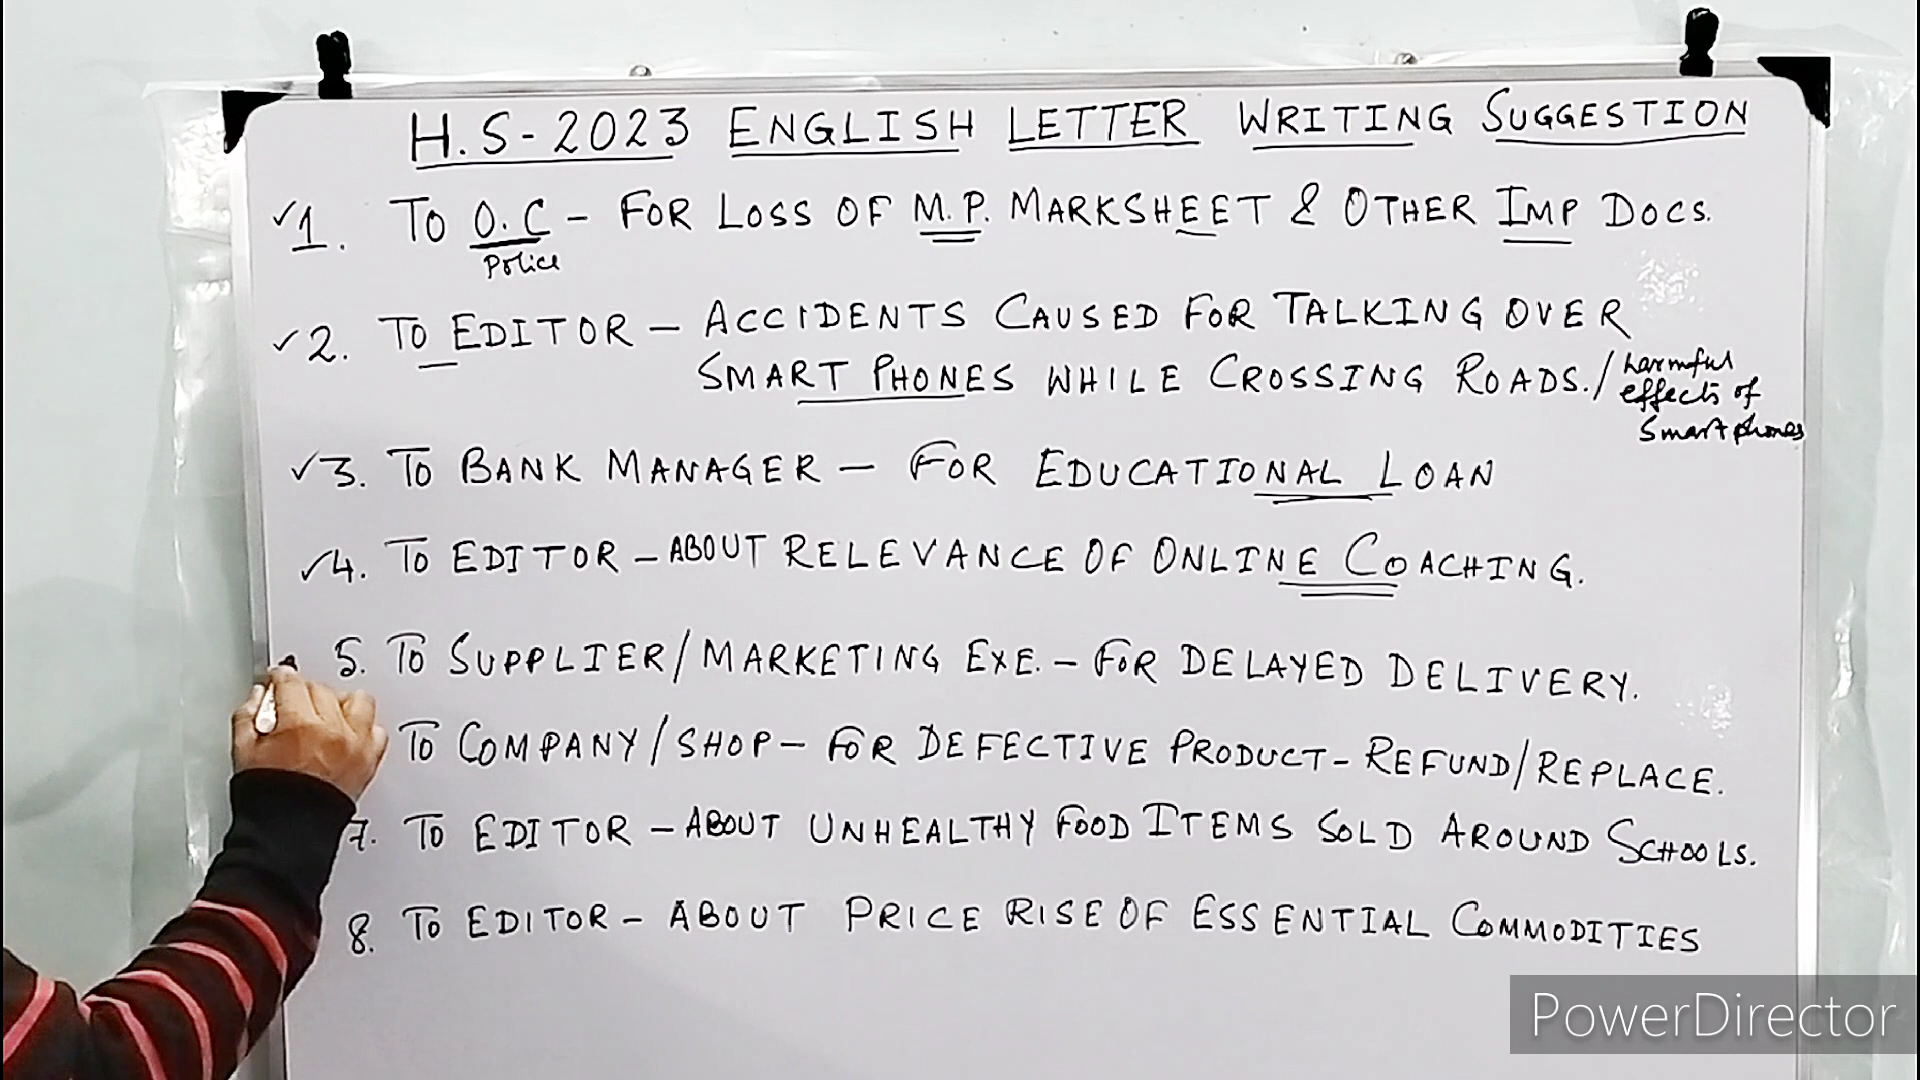 H.S-2023 ENGLISH LETTER WRITING SUGGESTION
✓1. TO O.C - FOR LOSS OF M.P. MARKSHEET & OTHER IMP DOCS.
Police
✓2. TO EDITOR - ACCIDENTS CAUSED FOR TALKING OVER
SMART PHONES WHILE CROSSING ROADS./ harmful
effects of
Smart phones
✓3. TO BANK MANAGER - FOR EDUCATIONAL LOAN
✓4. TO EDITOR - ABOUT RELEVANCE OF ONLINE COACHING.
5. TO SUPPLIER/MARKETING EXE. - FOR DELAYED DELIVERY.
TO COMPANY/SHOP - FOR DEFECTIVE PRODUCT - REFUND/REPLACE.
7. TO EDITOR - ABOUT UNHEALTHY FOOD ITEMS SOLD AROUND SCHOOLS.
8. TO EDITOR - ABOUT PRICE RISE OF ESSENTIAL COMMODITIES
PowerDirector